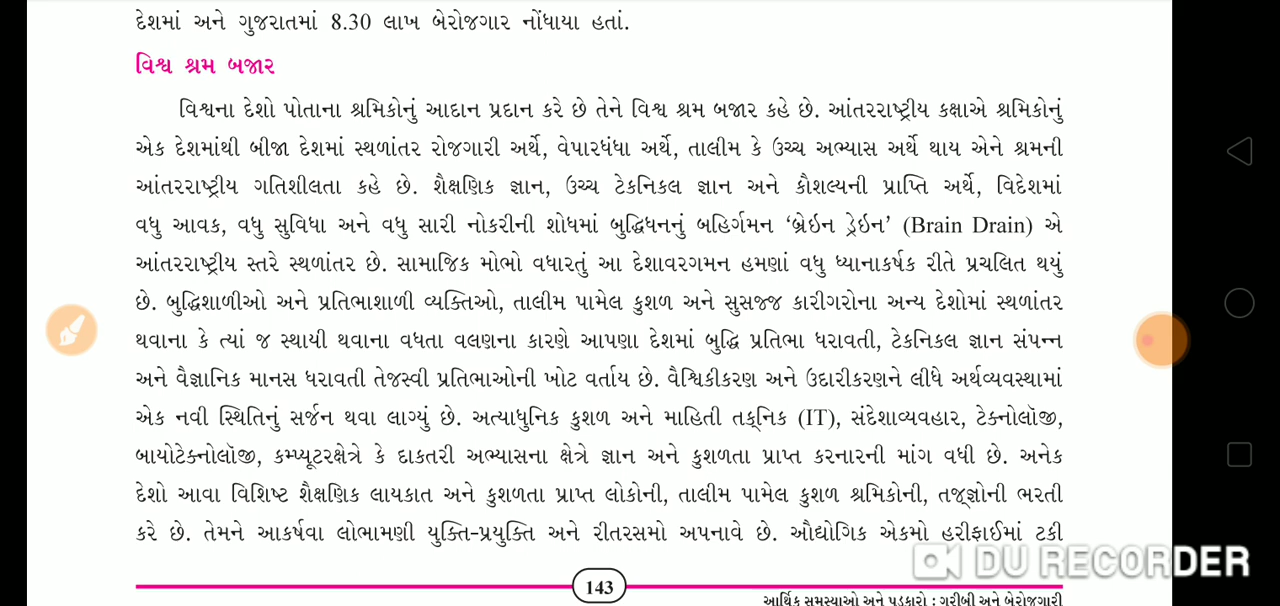 દેશમાં અને ગુજરાતમાં 8.30 લાખ બેરોજગાર નોંધાયા હતાં.
વિશ્વ શ્રમ બજાર
વિશ્વના દેશો પોતાના શ્રમિકોનું આદાન પ્રદાન કરે છે તેને વિશ્વ શ્રમ બજાર કહે છે. આંતરરાષ્ટ્રીય કક્ષાએ શ્રમિકોનું
એક દેશમાંથી બીજા દેશમાં સ્થળાંતર રોજગારી અર્થે, વેપારધંધા અર્થે, તાલીમ કે ઉચ્ચ અભ્યાસ અર્થે થાય એને શ્રમની
આંતરરાષ્ટ્રીય ગતિશીલતા કહે છે. શૈક્ષણિક જ્ઞાન, ઉચ્ચ ટેકનિકલ જ્ઞાન અને કૌશલ્યની પ્રાપ્તિ અર્થે, વિદેશમાં
વધુ આવક, વધુ સુવિધા અને વધુ સારી નોકરીની શોધમાં બુદ્ધિધનનું બહિર્ગમન ‘બ્રેઇન ડ્રેઇન’ (Brain Drain) એ
આંતરરાષ્ટ્રીય સ્તરે સ્થળાંતર છે. સામાજિક મોભો વધારતું આ દેશાવરગમન હમણાં વધુ ધ્યાનાકર્ષક રીતે પ્રચલિત થયું
છે. બુદ્ધિશાળીઓ અને પ્રતિભાશાળી વ્યક્તિઓ, તાલીમ પામેલ કુશળ અને સુસજ્જ કારીગરોના અન્ય દેશોમાં સ્થળાંતર
થવાના કે ત્યાં જ સ્થાયી થવાના વધતા વલણના કારણે આપણા દેશમાં બુદ્ધિ પ્રતિભા ધરાવતી, ટેકનિકલ જ્ઞાન સંપન્ન
અને વૈજ્ઞાનિક માનસ ધરાવતી તેજસ્વી પ્રતિભાઓની ખોટ વર્તાય છે. વૈશ્વિકીકરણ અને ઉદારીકરણને લીધે અર્થવ્યવસ્થામાં
એક નવી સ્થિતિનું સર્જન થવા લાગ્યું છે. અત્યાધુનિક કુશળ અને માહિતી તક્નિક (IT), સંદેશાવ્યવહાર, ટેક્નોલૉજી,
બાયોટેક્નોલૉજી, કમ્પ્યૂટરક્ષેત્રે કે દાકતરી અભ્યાસના ક્ષેત્રે જ્ઞાન અને કુશળતા પ્રાપ્ત કરનારની માંગ વધી છે. અનેક
દેશો આવા વિશિષ્ટ શૈક્ષણિક લાયકાત અને કુશળતા પ્રાપ્ત લોકોની, તાલીમ પામેલ કુશળ શ્રમિકોની, તજ્જ્ઞોની ભરતી
કરે છે. તેમને આકર્ષવા લોભામણી યુક્તિ-પ્રયુક્તિ અને રીતરસમો અપનાવે છે. ઔદ્યોગિક એકમો હરીફાઈમાં ટકી
DU RECORDER
143
આર્થિક સમસ્યાઓ અને પડકારો : ગરીબી અને બેરોજગારી